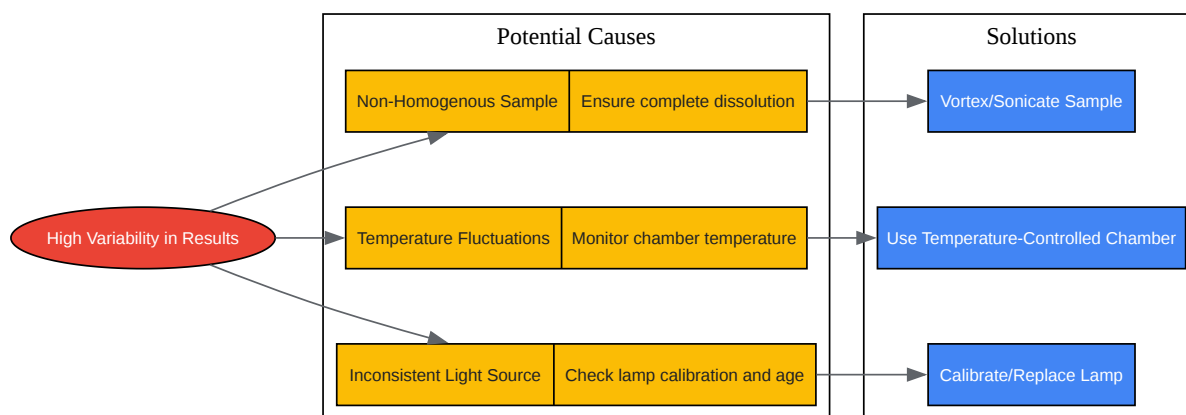 Potential Causes
Solutions
Non-Homogenous Sample
Ensure complete dissolution
Vortex/Sonicate Sample
High Variability in Results
Temperature Fluctuations
Monitor chamber temperature
Use Temperature-Controlled Chamber
Inconsistent Light Source
Check lamp calibration and age
Calibrate/Replace Lamp